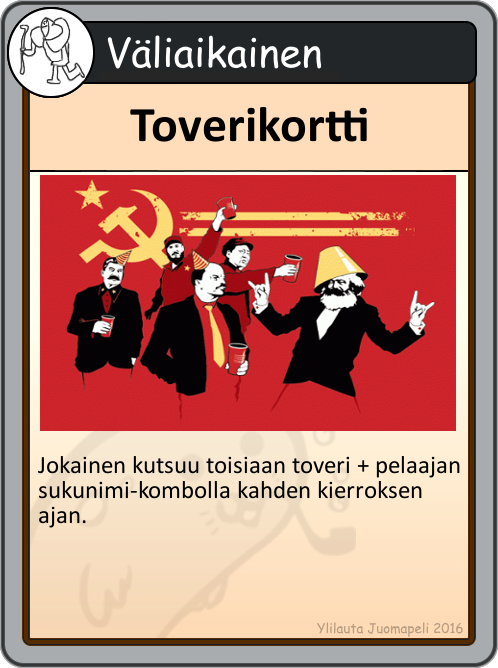 Väliaikainen
Toverikortti
Jokainen kutsuu toisiaan toveri + pelaajan
sukunimi-kombolla kahden kierroksen
ajan.
Ylilauta Juomapeli 2016